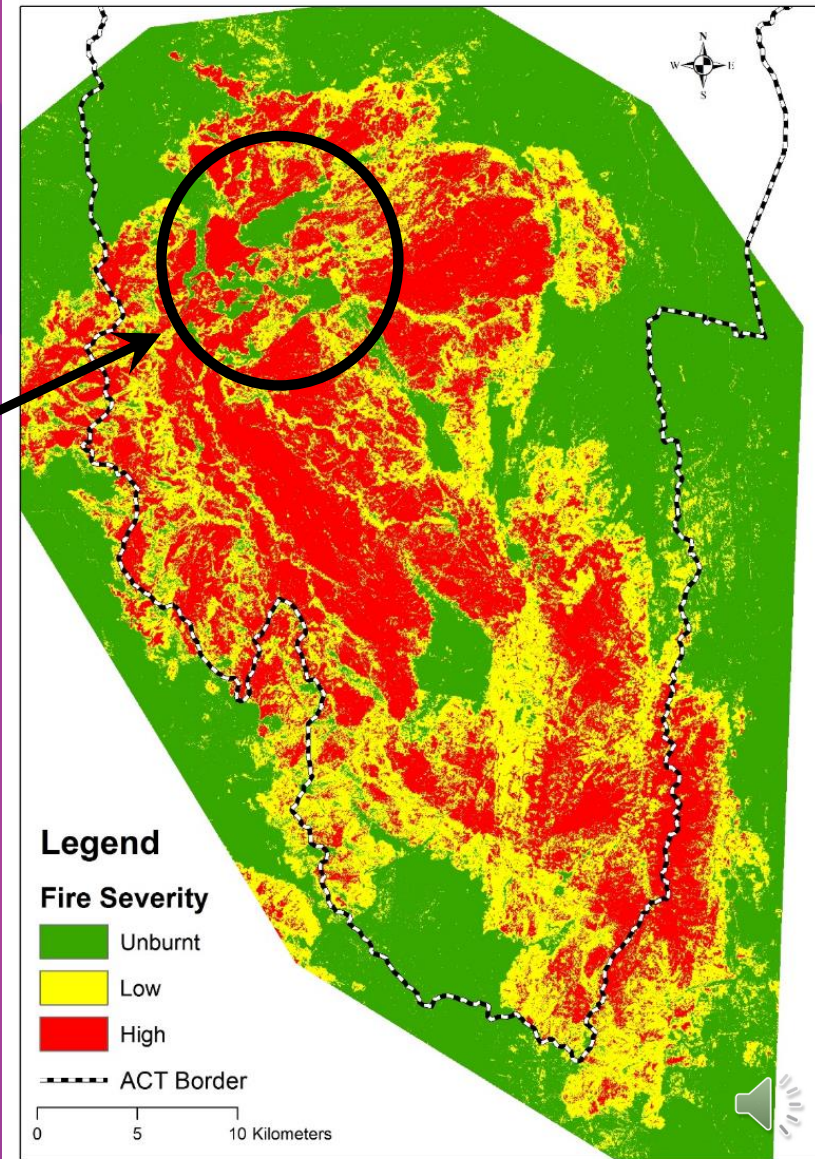 N
W E
S
Legend
Fire Severity
Unburnt
Low
High
ACT Border
0 5 10 Kilometers